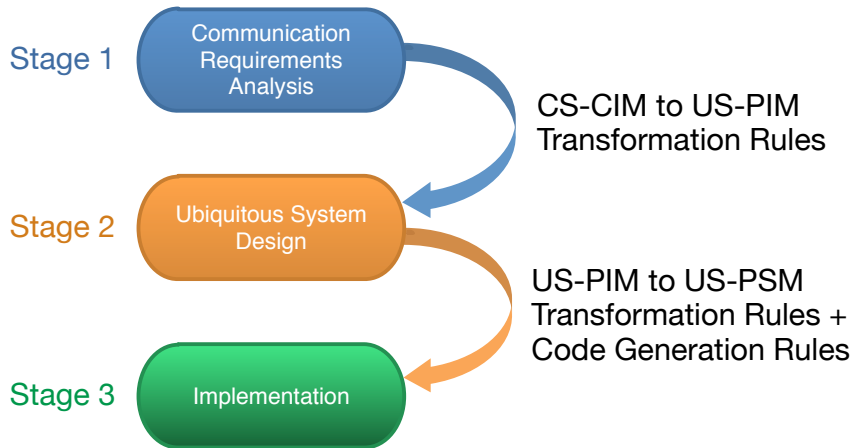 Stage 1
Communication
Requirements
Analysis
CS-CIM to US-PIM
Transformation Rules
Stage 2
Ubiquitous System
Design
US-PIM to US-PSM
Transformation Rules +
Code Generation Rules
Stage 3
Implementation